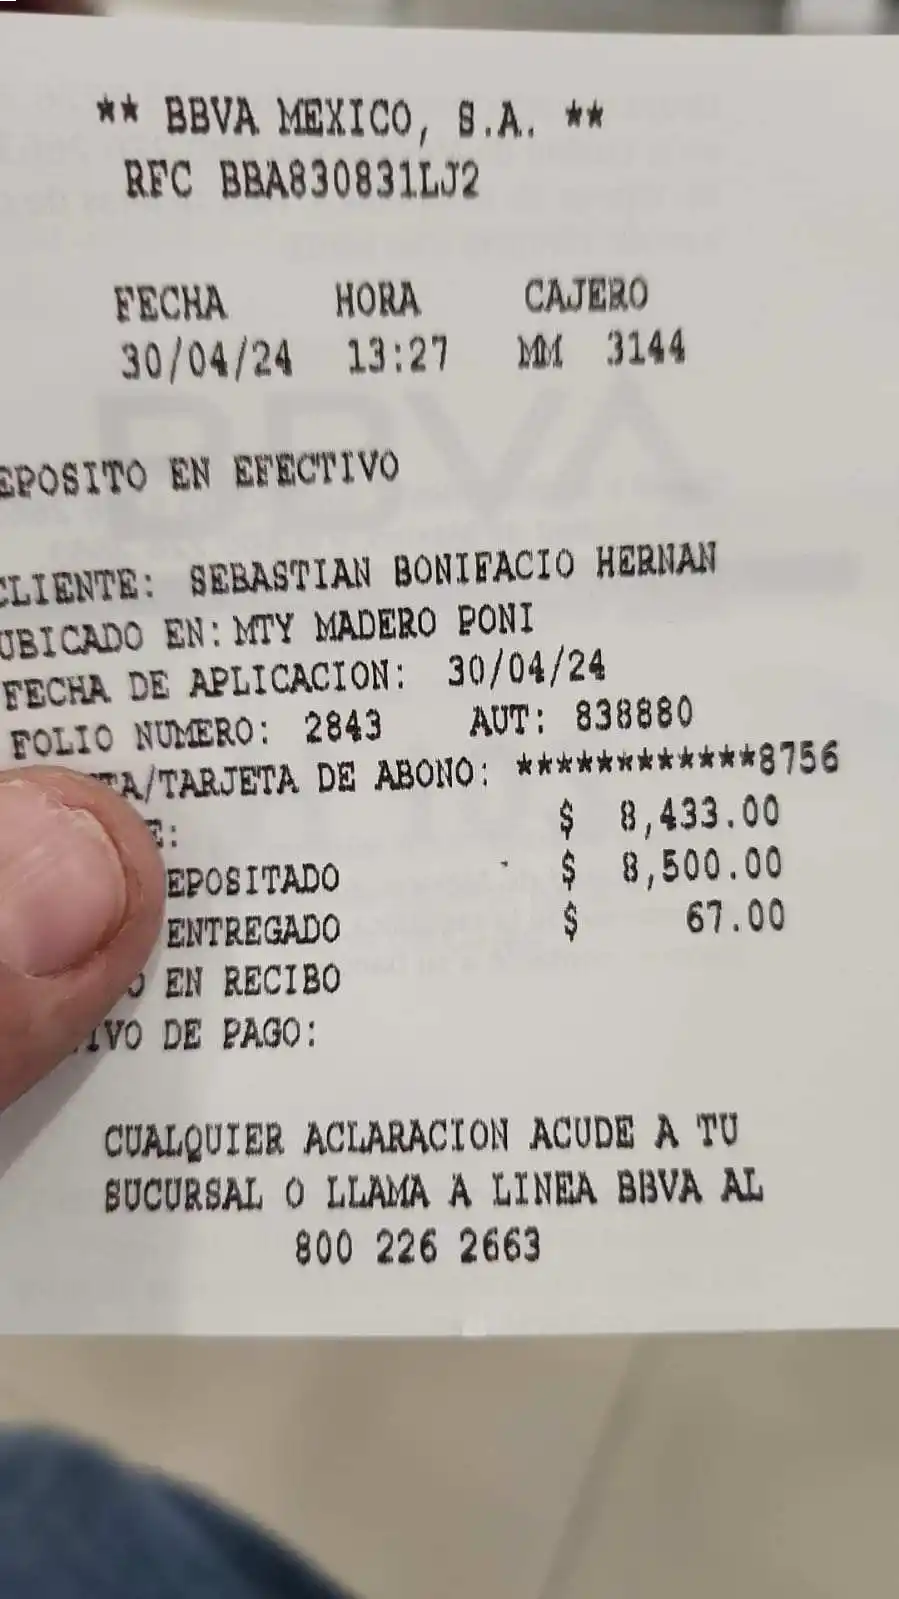 ** BBVA MEXICO, S.A. **
RFC BBA830831LJ2
FECHA HORA CAJERO
30/04/24 13:27 MM 3144
EPOSITO EN EFECTIVO
CLIENTE: SEBASTIAN BONIFACIO HERNAN
UBICADO EN: MTY MADERO PONI
FECHA DE APLICACION: 30/04/24
FOLIO NUMERO: 2843 AUT: 838880
TA/TARJETA DE ABONO: ************8756
E: $ 8,433.00
EPOSITADO $ 8,500.00
ENTREGADO $ 67.00
O EN RECIBO
IVO DE PAGO:
CUALQUIER ACLARACION ACUDE A TU
SUCURSAL O LLAMA A LINEA BBVA AL
800 226 2663
BBVA